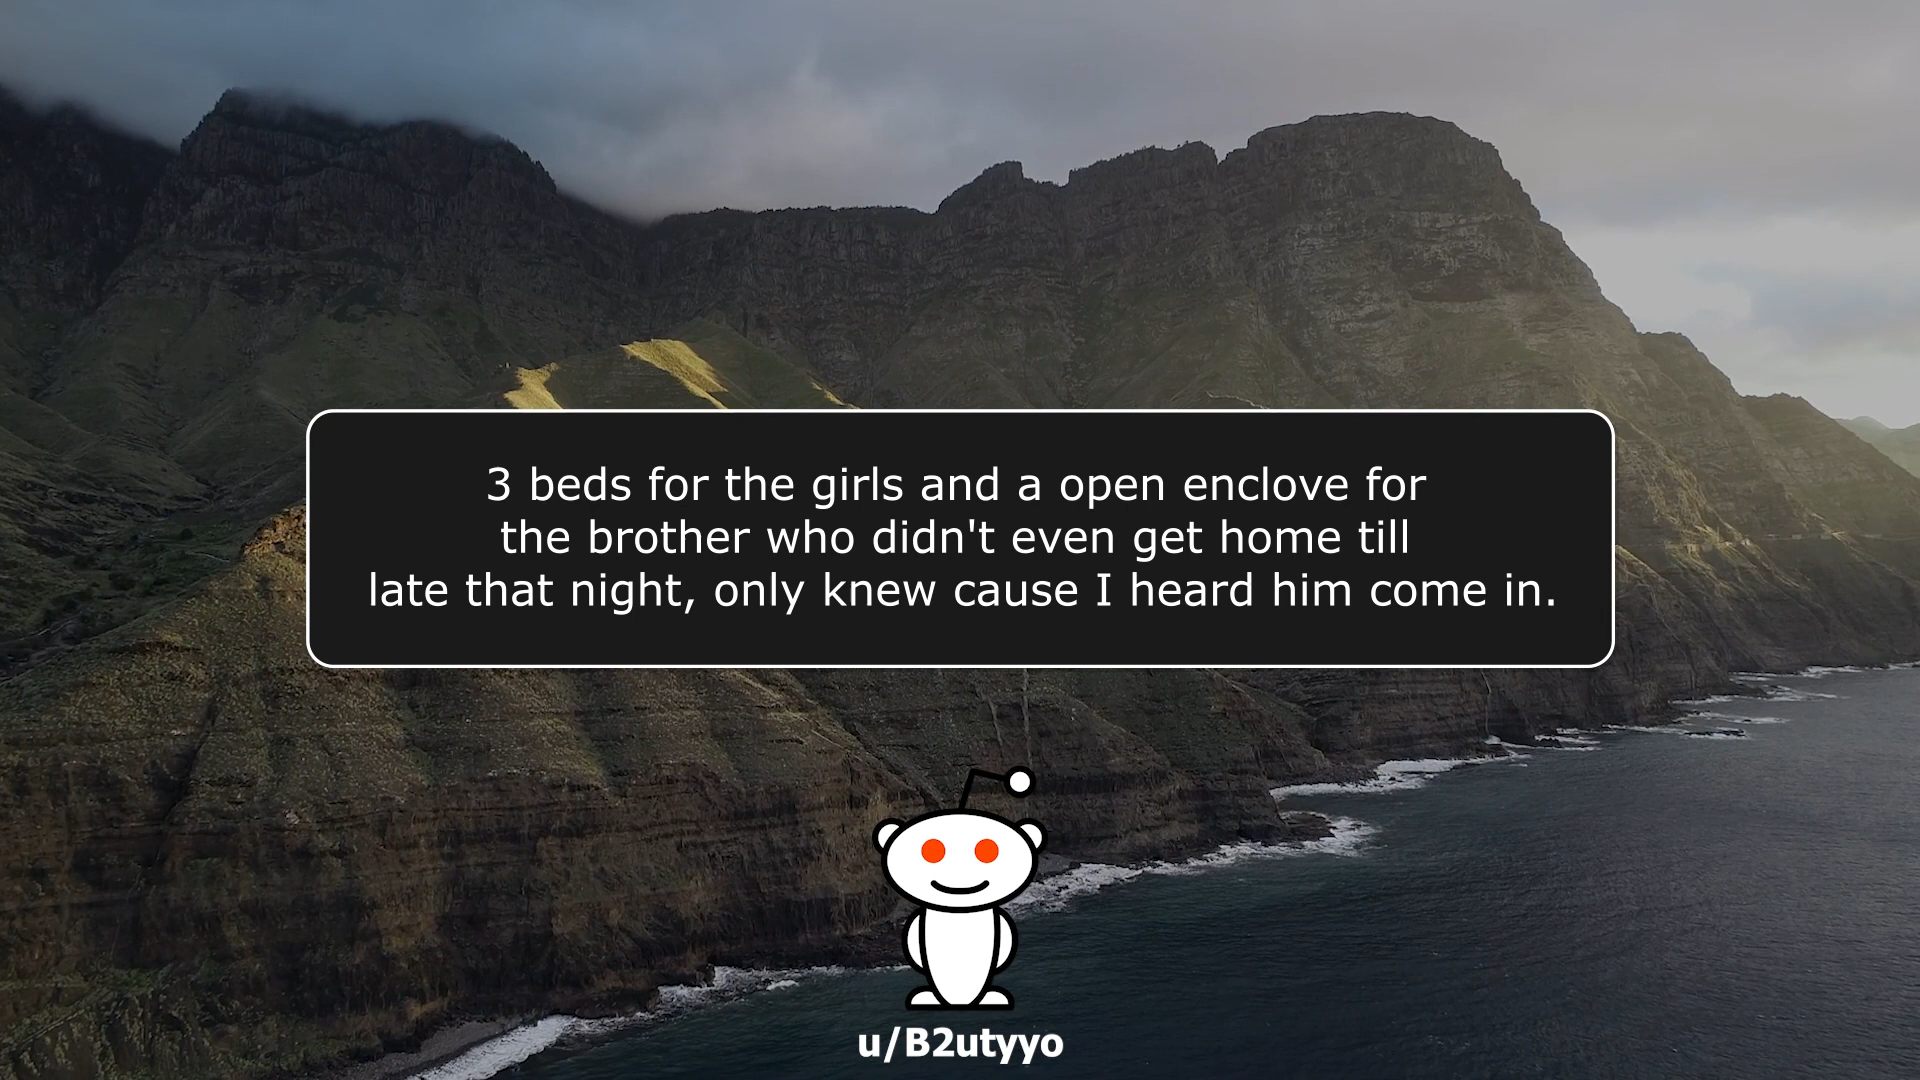 3 beds for the girls and a open enclove for
the brother who didn't even get home till
late that night, only knew cause I heard him come in.
u/B2utyyo